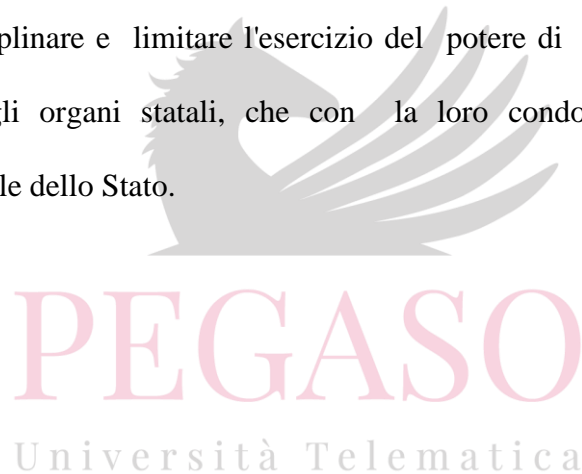 plinare e limitare l'esercizio del potere di
gli organi statali, che con la loro condo
le dello Stato.
PEGASO
Università Telematica